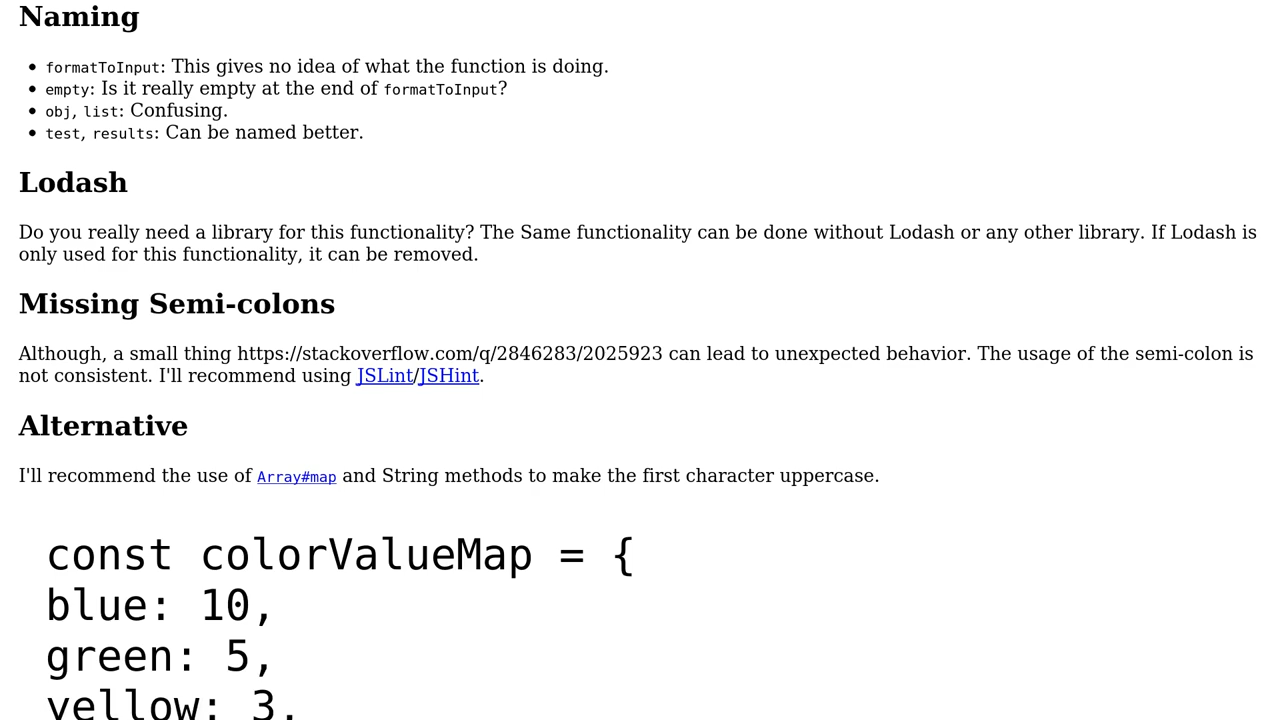 Naming
formatToInput: This gives no idea of what the function is doing.
empty: Is it really empty at the end of formatToInput?
obj, list: Confusing.
test, results: Can be named better.
Lodash
Do you really need a library for this functionality? The Same functionality can be done without Lodash or any other library. If Lodash is
only used for this functionality, it can be removed.
Missing Semi-colons
Although, a small thing https://stackoverflow.com/q/2846283/2025923 can lead to unexpected behavior. The usage of the semi-colon is
not consistent. I'll recommend using JSLint/JSHint.
Alternative
I'll recommend the use of Array#map and String methods to make the first character uppercase.
const colorValueMap = {
blue: 10,
green: 5,
yellow: 3,